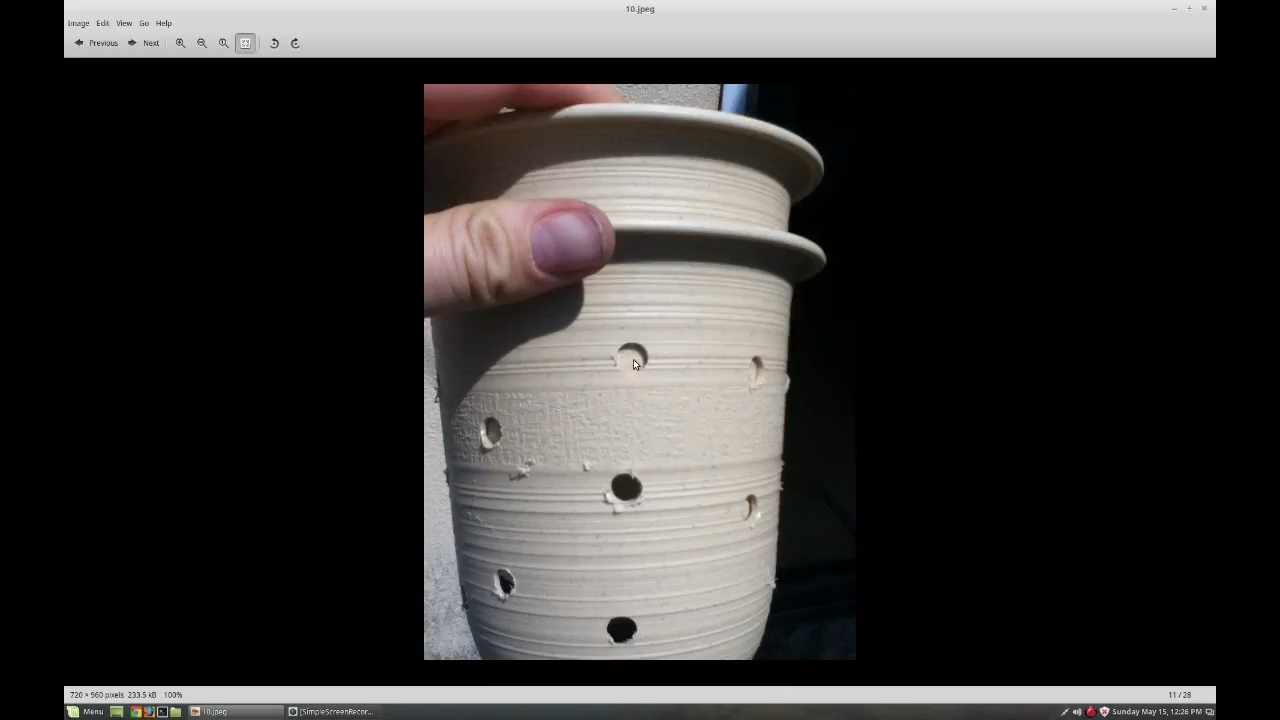 10.jpeg
Image Edit View Go Help
Previous Next
720 × 960 pixels 233.5 kB 100%
11 / 28
Menu
10.jpeg
[SimpleScreenRecor...
Sunday May 15, 12:26 PM